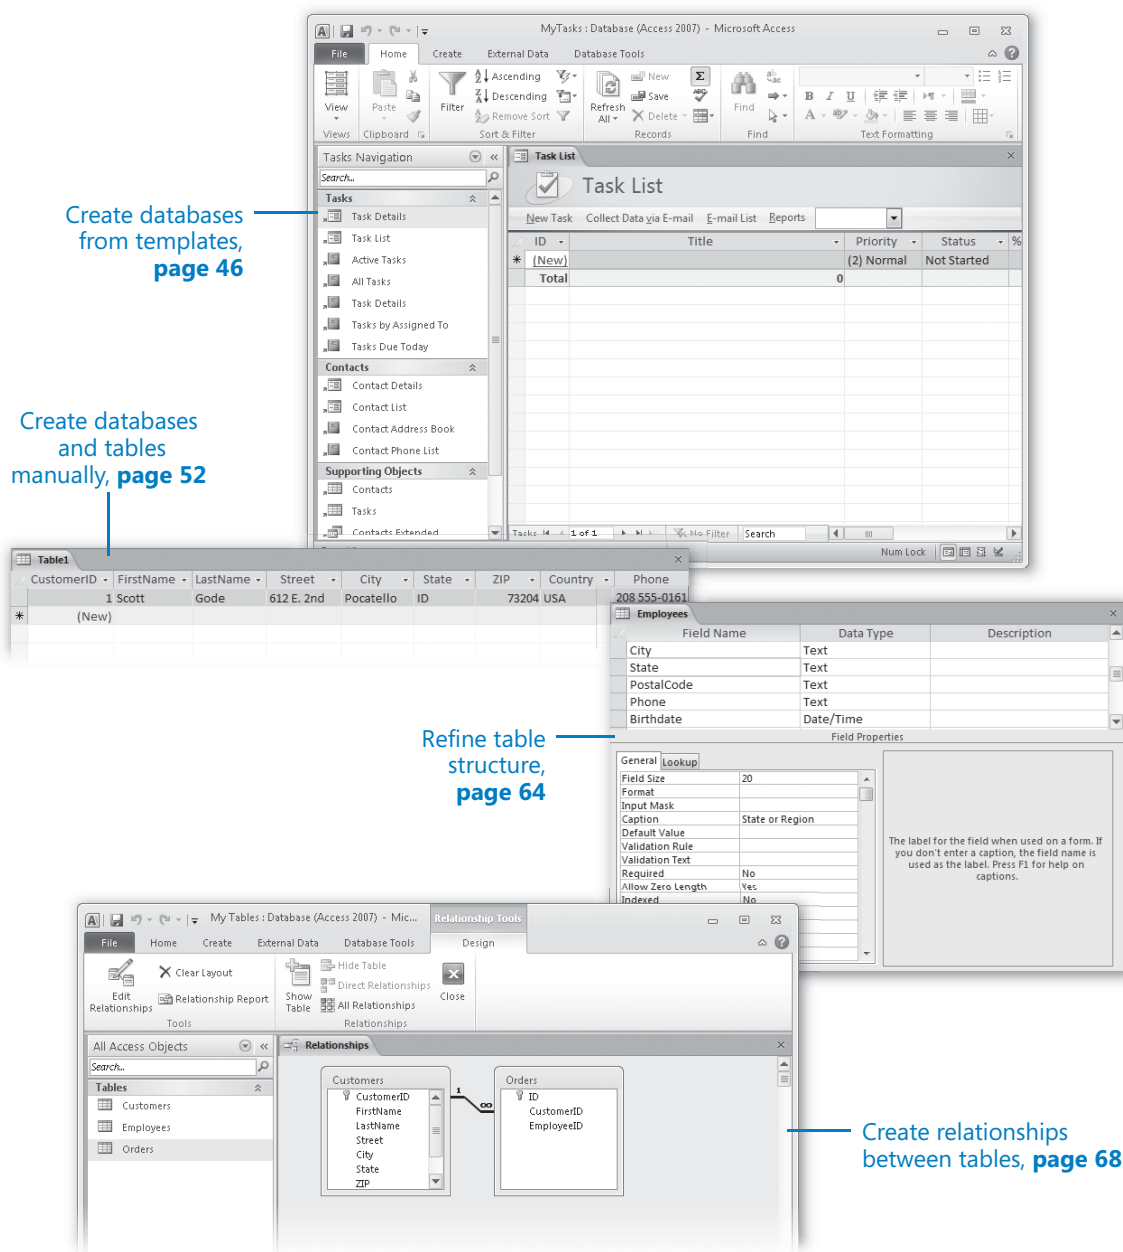 MyTasks : Database (Access 2007) - Microsoft Access
File Home Create External Data Database Tools
View Paste Filter Ascending Descending Remove Sort Refresh All New Save Delete Find
Views Clipboard Sort & Filter Records Find Text Formatting
Tasks Navigation
Search...
Tasks
Task Details
Task List
Active Tasks
All Tasks
Task Details
Tasks by Assigned To
Tasks Due Today
Contacts
Contact Details
Contact List
Contact Address Book
Contact Phone List
Supporting Objects
Contacts
Tasks
Contacts Extended
Task List
Task List
New Task Collect Data via E-mail E-mail List Reports
ID Title Priority Status %
(New) (2) Normal Not Started
Total 0
Tasks 1 of 1 No Filter Search
Num Lock
Create databases
from templates,
page 46
Create databases
and tables
manually, page 52
Table1
CustomerID FirstName LastName Street City State ZIP Country Phone
1 Scott Gode 612 E. 2nd Pocatello ID 73204 USA 208 555-0161
(New)
Employees
Field Name Data Type Description
City Text
State Text
PostalCode Text
Phone Text
Birthdate Date/Time
Field Properties
General Lookup
Field Size 20
Format
Input Mask
Caption State or Region
Default Value
Validation Rule
Validation Text
Required No
Allow Zero Length Yes
Indexed No
The label for the field when used on a form. If
you don't enter a caption, the field name is
used as the label. Press F1 for help on
captions.
Refine table
structure,
page 64
My Tables : Database (Access 2007) - Mic... Relationship Tools
File Home Create External Data Database Tools Design
Edit Relationships
Clear Layout
Relationship Report
Tools
Show Table
Hide Table
Direct Relationships
All Relationships
Close
Relationships
All Access Objects
Search...
Tables
Customers
Employees
Orders
Relationships
Customers
CustomerID
FirstName
LastName
Street
City
State
ZIP
1 ∞
Orders
ID
CustomerID
EmployeeID
Create relationships
between tables, page 68